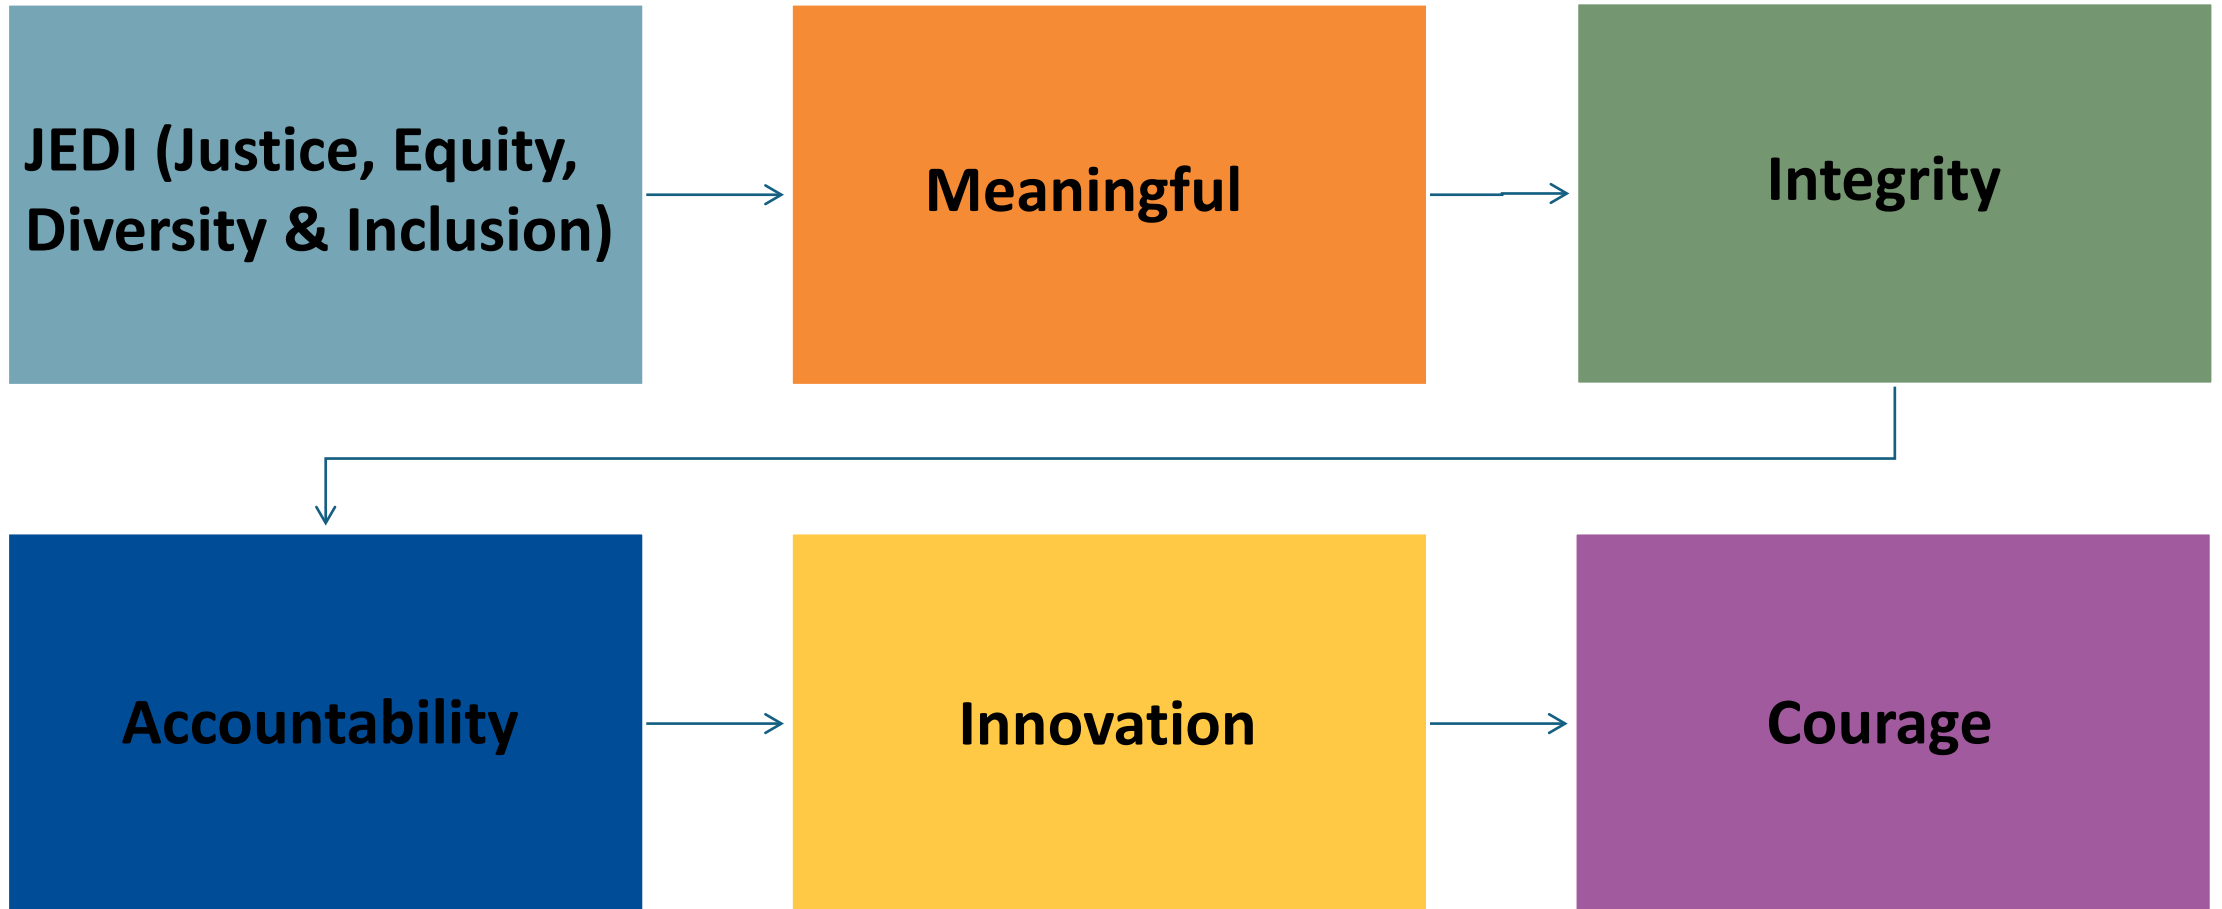 JEDI (Justice, Equity,
Diversity & Inclusion)
Meaningful
Integrity
Accountability
Innovation
Courage